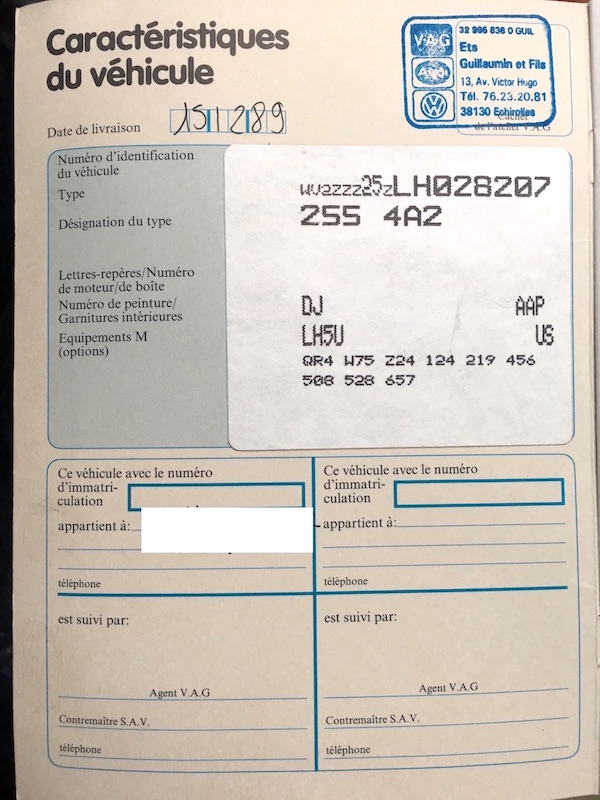 Caractéristiques
du véhicule
V·A·G
32 995 836 0 GUIL
Ets
Guillaumin et Fils
13, Av. Victor Hugo
Tél. 76.23.20.81
38130 Echirolles
Cachet
de l'atelier V.A.G
Date de livraison 151289
Numéro d'identification
du véhicule
WV2ZZZ25ZLH028207
Type
255 4A2
Désignation du type
Lettres-repères/Numéro
de moteur/de boîte
DJ AAP
Numéro de peinture/
Garnitures intérieures
LH5U US
Equipements M
(options)
QR4 W75 Z24 124 219 456
508 528 657
Ce véhicule avec le numéro
d'immatri-
culation
appartient à:
téléphone
est suivi par:
Agent V.A.G
Contremaître S.A.V.
téléphone
Ce véhicule avec le numéro
d'immatri-
culation
appartient à:
téléphone
est suivi par:
Agent V.A.G
Contremaître S.A.V.
téléphone